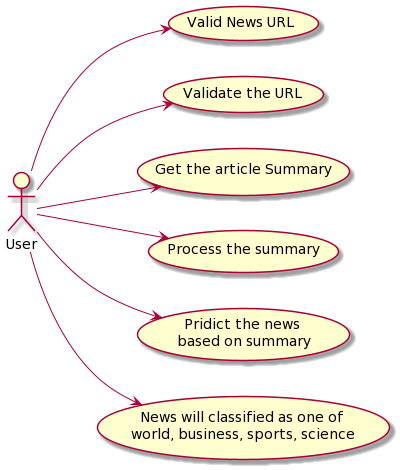 Valid News URL
Validate the URL
Get the article Summary
User
Process the summary
Pridict the news
based on summary
News will classified as one of
world, business, sports, science